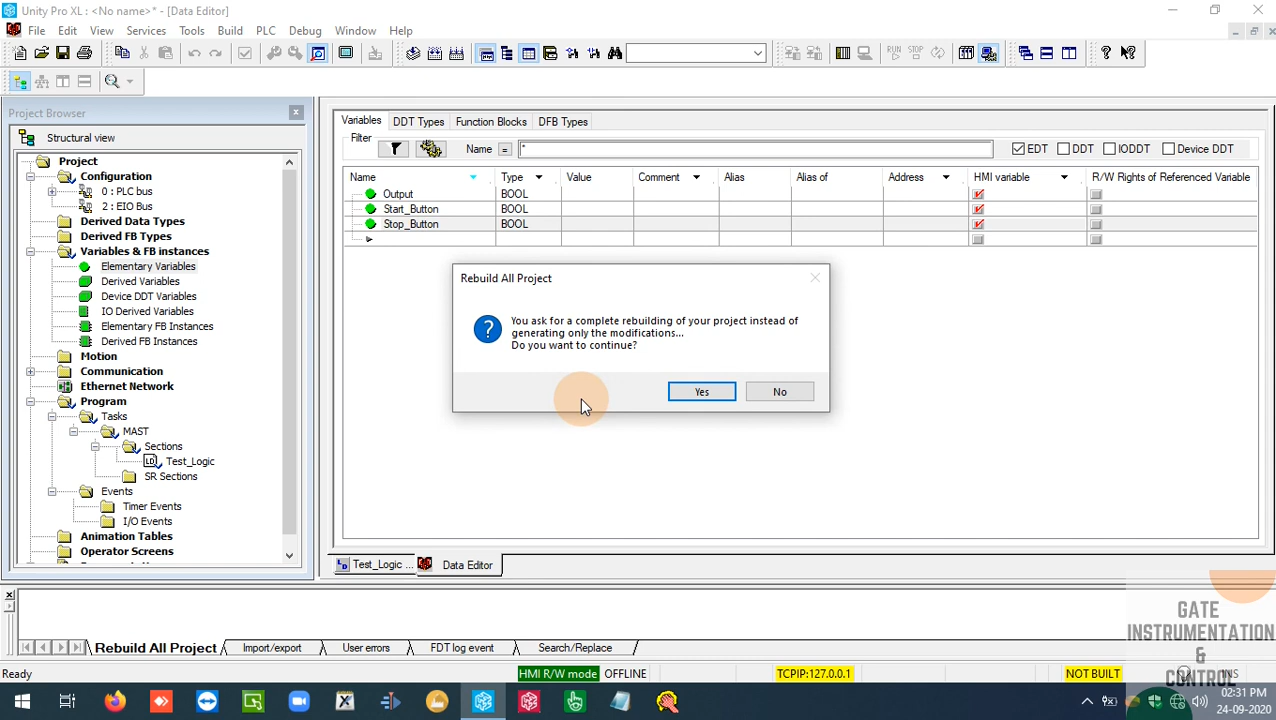 Unity Pro XL : <No name>* - [Data Editor]
File Edit View Services Tools Build PLC Debug Window Help
RUN STOP
Project Browser
Structural view
Project
Configuration
0 : PLC bus
2 : EIO Bus
Derived Data Types
Derived FB Types
Variables & FB instances
Elementary Variables
Derived Variables
Device DDT Variables
IO Derived Variables
Elementary FB Instances
Derived FB Instances
Motion
Communication
Ethernet Network
Program
Tasks
MAST
Sections
LD Test_Logic
SR Sections
Events
Timer Events
I/O Events
Animation Tables
Operator Screens
Variables DDT Types Function Blocks DFB Types
Filter
Name = * EDT DDT IODDT Device DDT
Name Type Value Comment Alias Alias of Address HMI variable R/W Rights of Referenced Variable
Output BOOL
Start_Button BOOL
Stop_Button BOOL
Rebuild All Project
You ask for a complete rebuilding of your project instead of
generating only the modifications...
Do you want to continue?
Yes No
Test_Logic ... Data Editor
Rebuild All Project Import/export User errors FDT log event Search/Replace
Ready HMI R/W mode OFFLINE TCPIP:127.0.0.1 NOT BUILT
GATE
INSTRUMENTATION
&
CONTROL
02:31 PM
24-09-2020